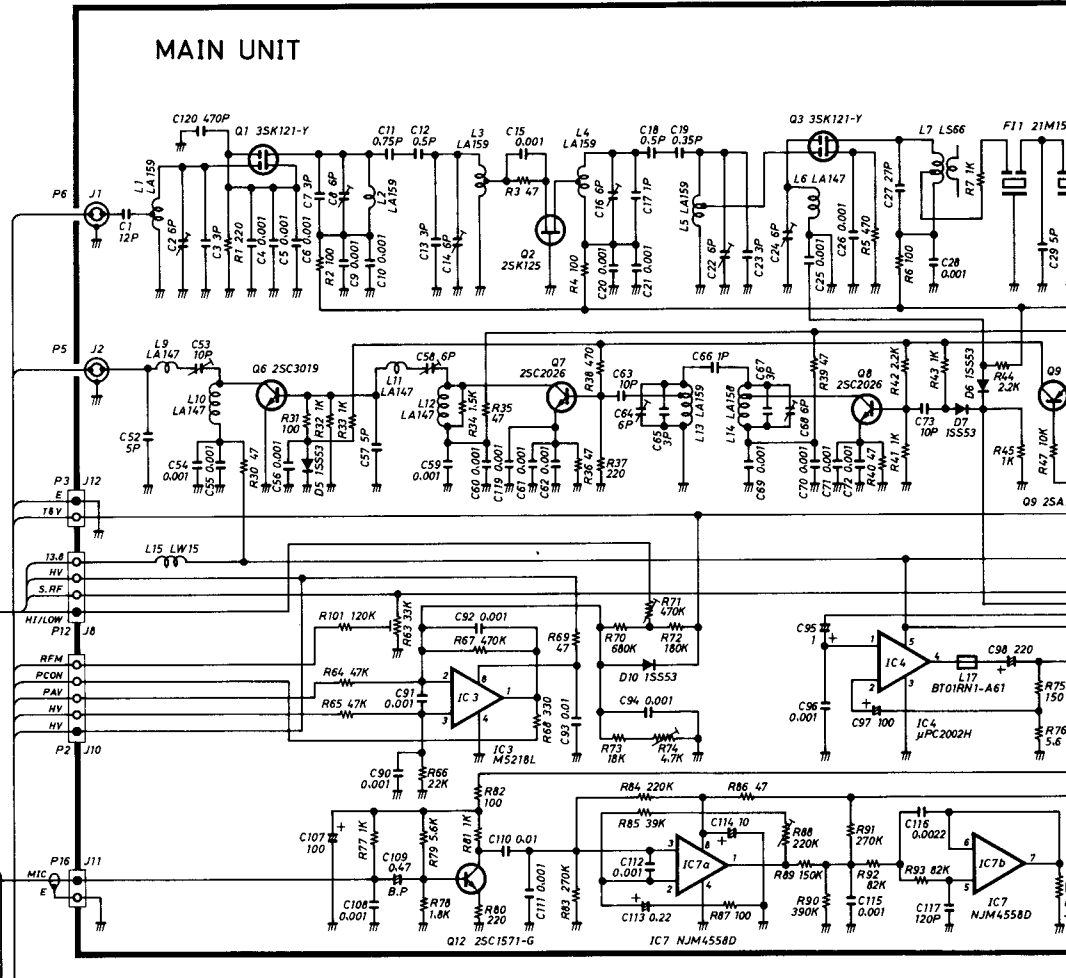 MAIN UNIT
C120 470P
Q1 3SK121-Y
C11
0.75P
C12
0.5P
L3
LA159
C15
0.001
L4
LA159
C18
0.5P
C19
0.35P
Q3 3SK121-Y
L7 LS66
FI1 21M15
P6
J1
C1
12P
L1
LA159
C2 6P
C3 3P
R1 220
C4 0.001
C5 0.001
C6 0.001
C7 3P
C8 6P
L2
LA159
R2 100
C9 0.001
C10 0.001
C13 3P
C14 6P
R3 47
Q2
2SK125
C16 6P
C17 1P
R4 100
C20 0.001
C21 0.001
L5 LA159
C22 6P
C23 3P
C24 6P
L6 LA147
C25 0.001
C26 0.001
R5 470
C27 27P
R6 100
C28
0.001
R7 1K
C29 5P
P5
J2
L9
LA147
C53
10P
L10
LA147
Q6 2SC3019
C52
5P
C54
0.001
C55 0.001
R30 47
R31
100
R32 1K
R33 1K
C56 0.001
D5 1SS53
C57 5P
L11
LA147
C58 6P
L12
LA147
R34 1.5K
R35
47
C59
0.001
C60 0.001
C119 0.001
C61 0.001
C62 0.001
Q7
2SC2026
R38 470
C63
10P
C64
6P
C65
3P
R36 47
R37
220
L13 LA159
C66 1P
L14 LA158
C67
3P
C68 6P
C69 0.001
R39 47
Q8
2SC2026
C70 0.001
C71 0.001
C72 0.001
R40 47
R41 1K
R42 2.2K
R43 1K
C73
10P
D6 1SS53
D7
1SS53
R44
2.2K
R45
1K
Q9
R47 10K
Q9 2SA
P3
J12
E
T8V
13.8
HV
S.RF
HI/LOW
P12
J8
L15 LW15
RFM
PCON
PAV
HV
HV
P2
J10
R101 120K
R63 33K
R64 47K
R65 47K
C92 0.001
R67 470K
C91
0.001
2
3
8
4
1
IC3
IC3
M5218L
R68 330
R69
47
C93 0.01
C90
0.001
R66
22K
R71
470K
R70
680K
R72
180K
D10 1SS53
C94 0.001
R73
18K
R74
4.7K
C95
1
C96
0.001
1
2
5
3
4
IC4
C97 100
L17
BT01RN1-A61
C98 220
IC4
μPC2002H
R75
150
R76
5.6
P16
J11
MIC
E
C107
100
R77 1K
C108
0.001
C109
0.47
B.P
R79 5.6K
R78
1.8K
R82
100
R81 1K
R80
220
C110 0.01
Q12 2SC1571-G
C111 0.001
R83 270K
R84 220K
R85 39K
R86 47
C112
0.001
3
2
8
4
1
IC7a
C114 10
C113 0.22
R87 100
IC7 NJM4558D
R88
220K
R89 150K
R90
390K
R91
270K
R92
82K
C115
0.001
C116
0.0022
R93 82K
C117
120P
6
5
7
IC7b
IC7
NJM4558D